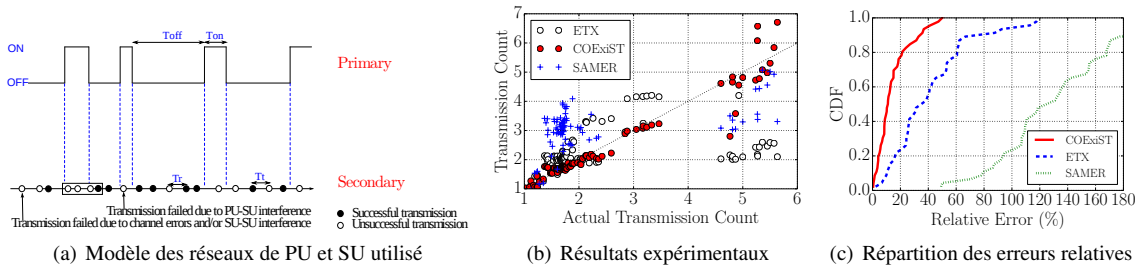 Toff
Ton
ON
OFF
Primary
Tr
Tt
Secondary
Transmission failed due to PU-SU interference
Transmission failed due to channel errors and/or SU-SU interference
Successful transmission
Unsuccessful transmission
(a) Modèle des réseaux de PU et SU utilisé
Transmission Count
7
6
5
4
3
2
1
ETX
COExiST
SAMER
1 2 3 4 5 6
Actual Transmission Count
(b) Résultats expérimentaux
CDF
1.0
0.8
0.6
0.4
0.2
0.0
COExiST
ETX
SAMER
0 20 40 60 80 100 120 140 160 180
Relative Error (%)
(c) Répartition des erreurs relatives